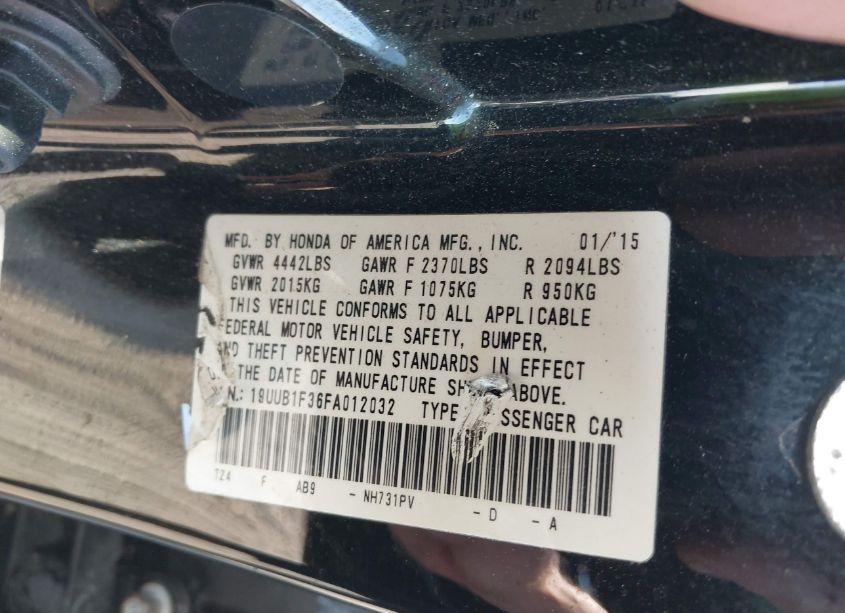 MFD. BY HONDA OF AMERICA MFG., INC. 01/'15
GVWR 4442LBS GAWR F 2370LBS R 2094LBS
GVWR 2015KG GAWR F 1075KG R 950KG
THIS VEHICLE CONFORMS TO ALL APPLICABLE
FEDERAL MOTOR VEHICLE SAFETY, BUMPER,
AND THEFT PREVENTION STANDARDS IN EFFECT
THE DATE OF MANUFACTURE ABOVE.
19UUB1F36FA012032 TYPE SSENGER CAR
TZ4 F AB9 - NH731PV - D - A